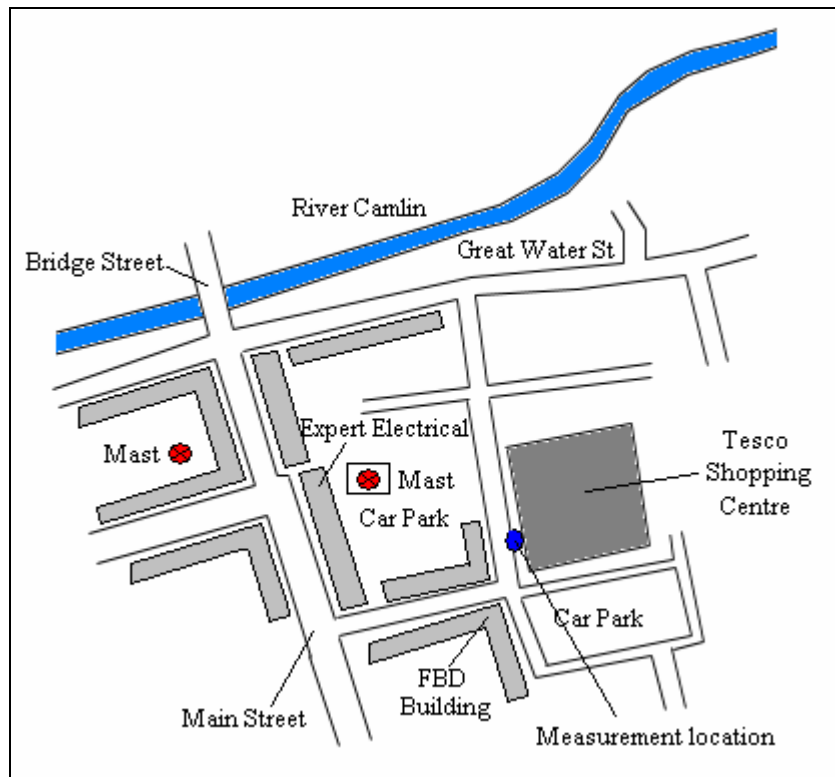 River Camlin
Great Water St
Bridge Street
Expert Electrical
Mast
Mast
Car Park
Tesco
Shopping
Centre
Car Park
FBD
Building
Main Street
Measurement location